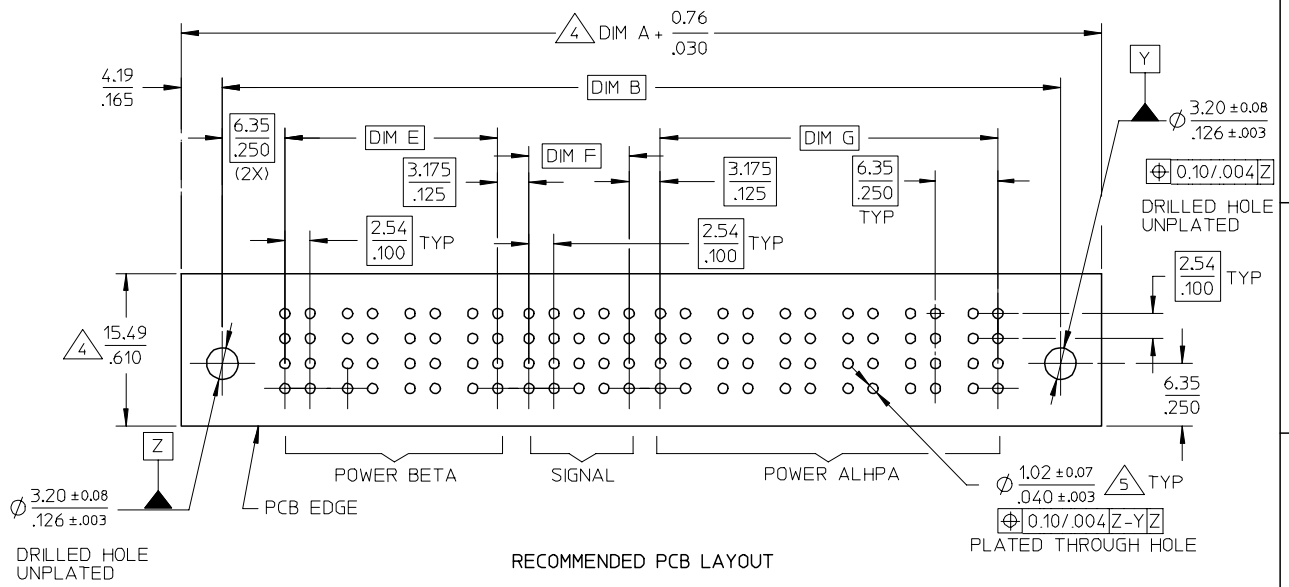 4 DIM A + 0.76
.030
4.19
.165
DIM B
Y
6.35
.250
(2X)
DIM E
DIM F
DIM G
3.175
.125
3.175
.125
6.35
.250
TYP
Ø 3.20 ±0.08
.126 ±.003
⌖ 0.10/.004 Z
DRILLED HOLE
UNPLATED
2.54
.100
TYP
2.54
.100
TYP
2.54
.100
TYP
4 15.49
.610
6.35
.250
Z
POWER BETA
SIGNAL
POWER ALHPA
Ø 3.20 ±0.08
.126 ±.003
PCB EDGE
Ø 1.02 ±0.07
.040 ±.003
5 TYP
⌖ 0.10/.004 Z-Y Z
PLATED THROUGH HOLE
DRILLED HOLE
UNPLATED
RECOMMENDED PCB LAYOUT